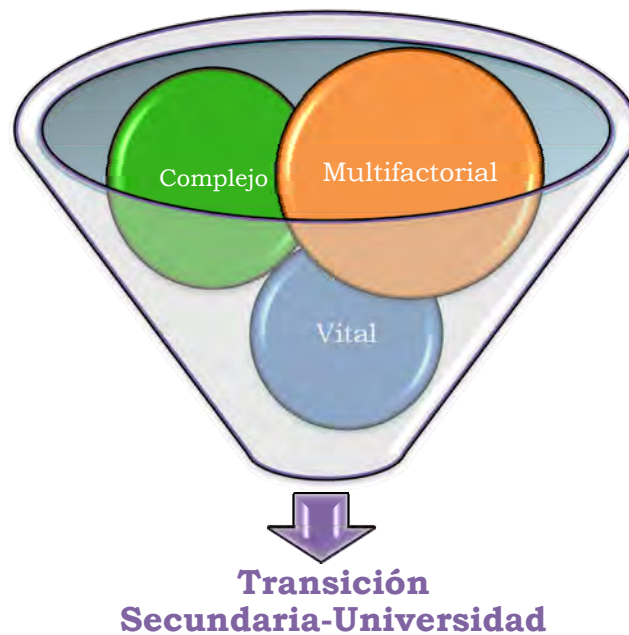 Complejo
Multifactorial
Vital
Transición
Secundaria-Universidad